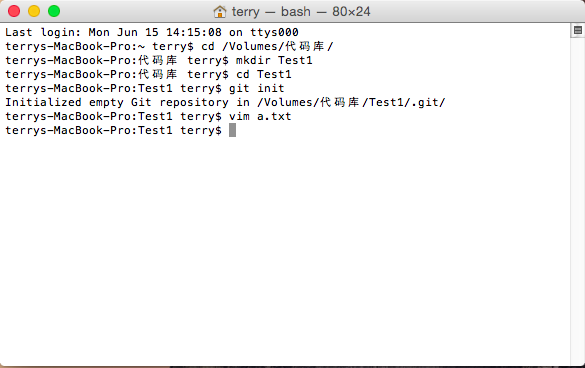 terry — bash — 80×24
Last login: Mon Jun 15 14:15:08 on ttys000
terrys-MacBook-Pro:~ terry$ cd /Volumes/代码库/
terrys-MacBook-Pro:代码库 terry$ mkdir Test1
terrys-MacBook-Pro:代码库 terry$ cd Test1
terrys-MacBook-Pro:Test1 terry$ git init
Initialized empty Git repository in /Volumes/代码库/Test1/.git/
terrys-MacBook-Pro:Test1 terry$ vim a.txt
terrys-MacBook-Pro:Test1 terry$